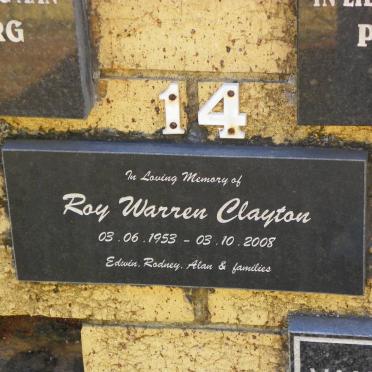 RG
IN
P
14
In Loving Memory of
Roy Warren Clayton
03.06.1953 - 03.10.2008
Edwin, Rodney, Alan & families